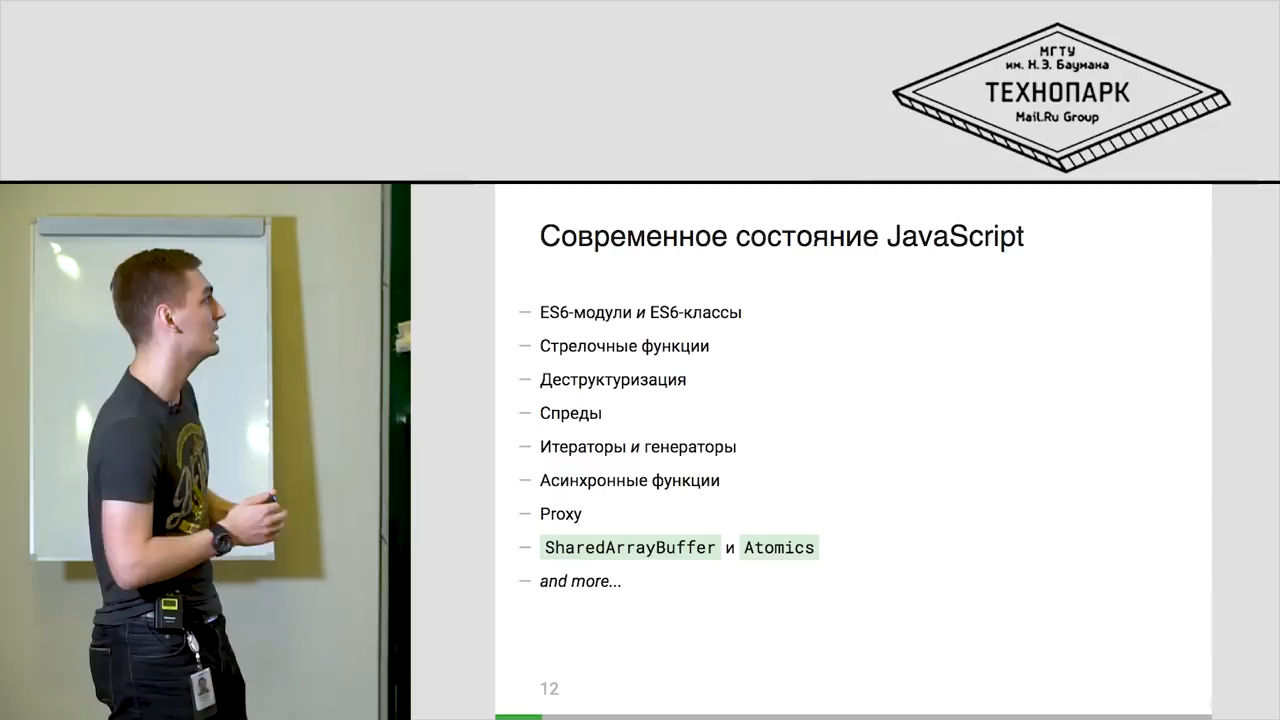 МГТУ
им. Н.Э. Баумана
ТЕХНОПАРК
Mail.Ru Group
Современное состояние JavaScript
— ES6-модули и ES6-классы
— Стрелочные функции
— Деструктуризация
— Спреды
— Итераторы и генераторы
— Асинхронные функции
— Proxy
— SharedArrayBuffer и Atomics
— and more...
12